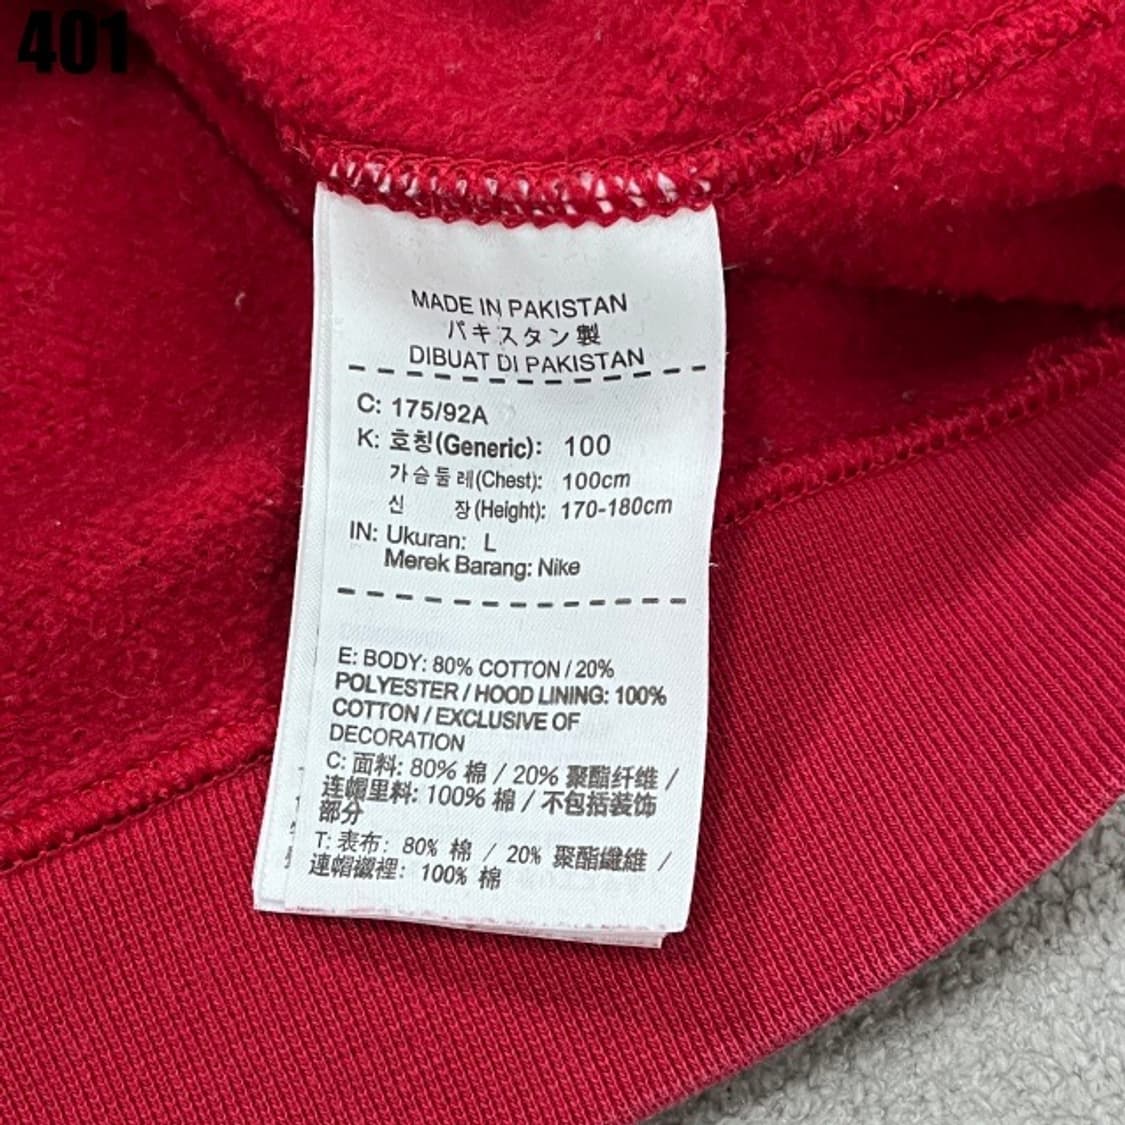 401
MADE IN PAKISTAN
パキスタン製
DIBUAT DI PAKISTAN
C: 175/92A
K: 호칭(Generic): 100
가슴둘레(Chest): 100cm
신 장(Height): 170-180cm
IN: Ukuran: L
Merek Barang: Nike
E: BODY: 80% COTTON / 20%
POLYESTER / HOOD LINING: 100%
COTTON / EXCLUSIVE OF
DECORATION
C: 面料: 80% 棉 / 20% 聚酯纤维 /
连帽里料: 100% 棉 / 不包括装饰
部分
T: 表布: 80% 棉 / 20% 聚酯纖維 /
連帽襯裡: 100% 棉